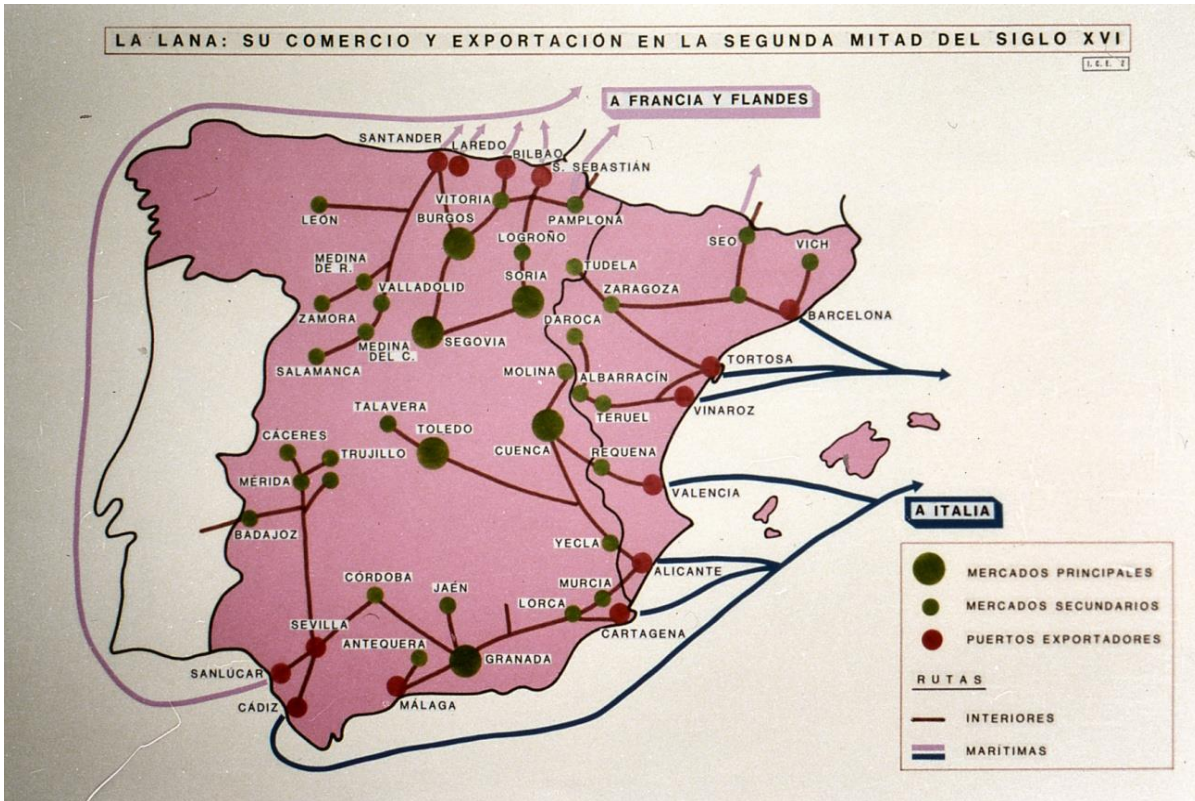 LA LANA: SU COMERCIO Y EXPORTACIÓN EN LA SEGUNDA MITAD DEL SIGLO XVI
A FRANCIA Y FLANDES
SANTANDER
LAREDO
BILBAO
S. SEBASTIÁN
VITORIA
LEON
BURGOS
PAMPLONA
LOGROÑO
SEO
VICH
MEDINA
DE R.
SORIA
TUDELA
VALLADOLID
ZARAGOZA
ZAMORA
DAROCA
BARCELONA
SEGOVIA
MEDINA
DEL C.
SALAMANCA
MOLINA
TORTOSA
ALBARRACÍN
TALAVERA
TERUEL
VINAROZ
TOLEDO
CÁCERES
TRUJILLO
CUENCA
REQUENA
MÉRIDA
VALENCIA
A ITALIA
BADAJOZ
YECLA
ALICANTE
CÓRDOBA
JAÉN
MURCIA
LORCA
SEVILLA
CARTAGENA
ANTEQUERA
GRANADA
SANLÚCAR
CÁDIZ
MÁLAGA
MERCADOS PRINCIPALES
MERCADOS SECUNDARIOS
PUERTOS EXPORTADORES
RUTAS
INTERIORES
MARÍTIMAS